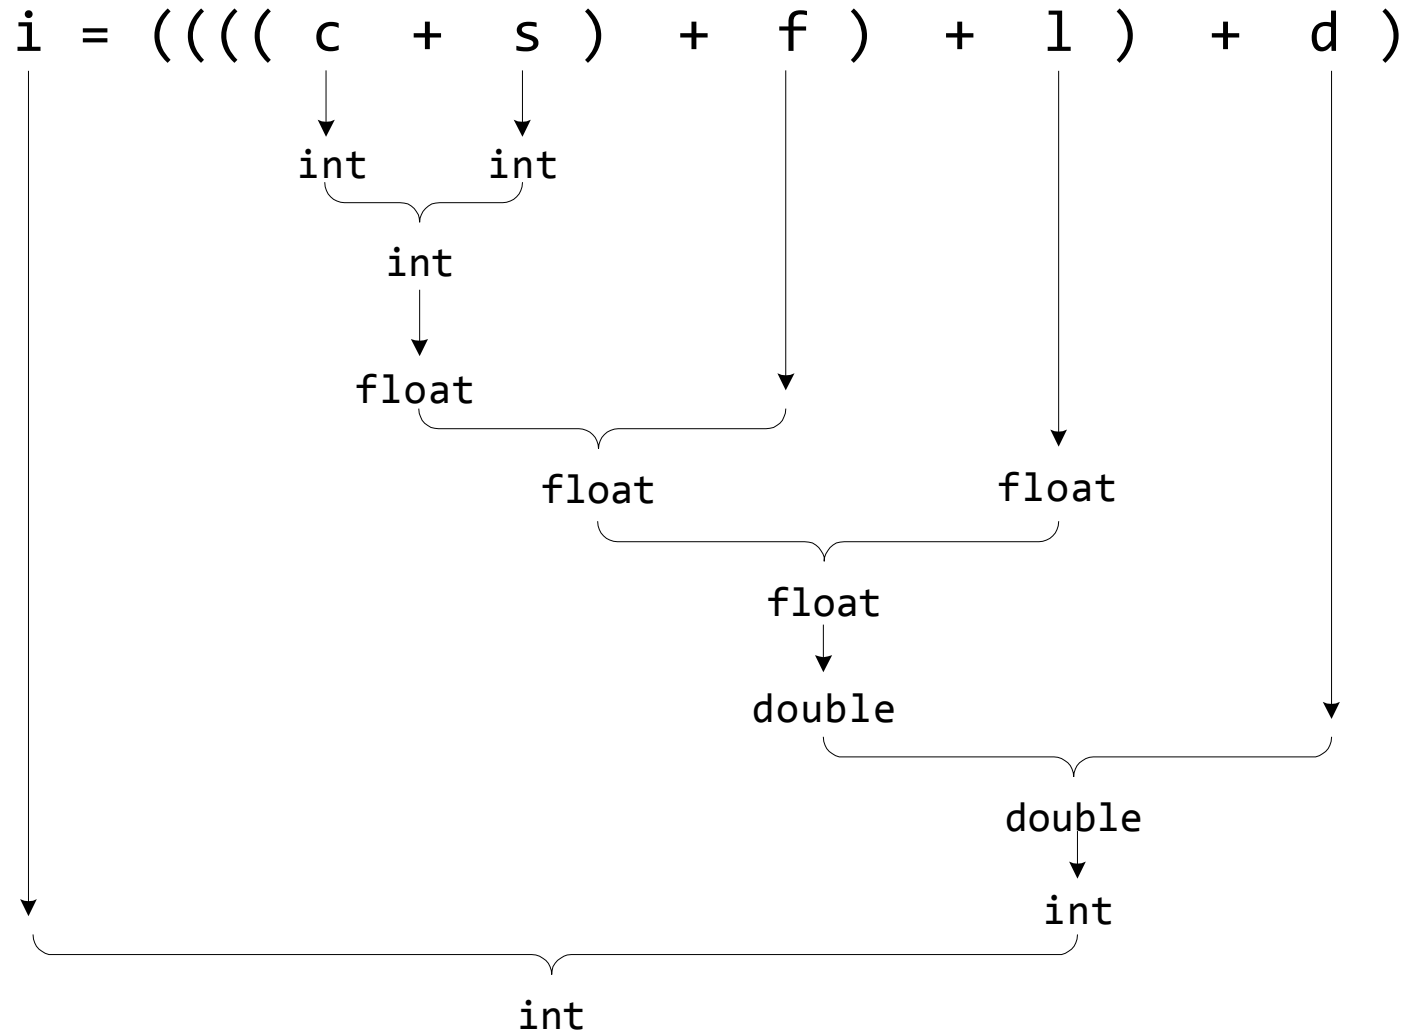 i = (((( c + s ) + f ) + l ) + d )
int int
int
float
float float
float
double
double
int
int